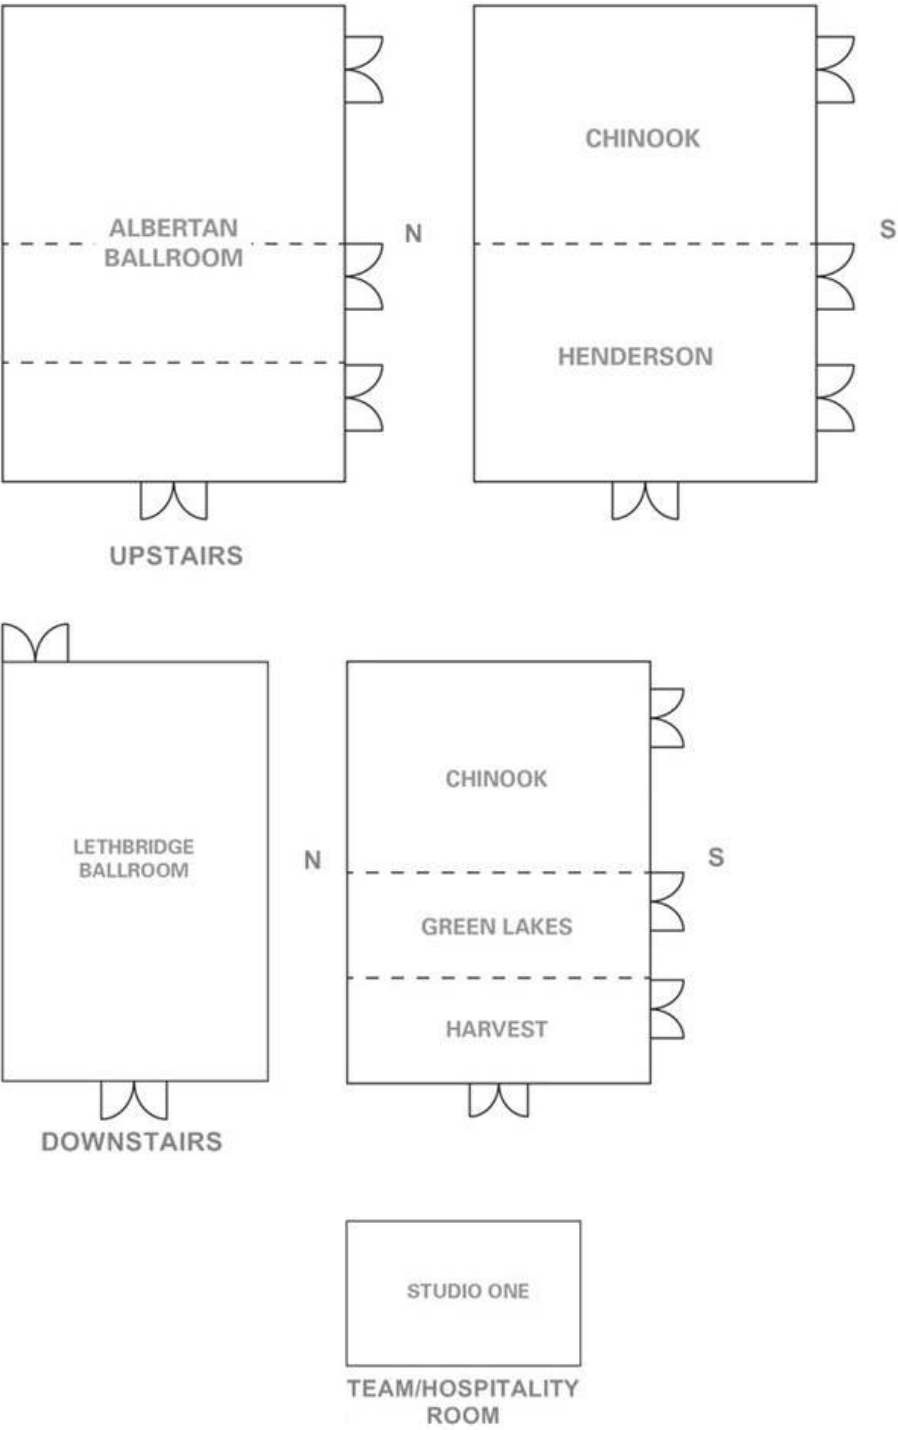 CHINOOK
ALBERTAN
BALLROOM
N
S
HENDERSON
UPSTAIRS
CHINOOK
LETHBRIDGE
BALLROOM
N
S
GREEN LAKES
HARVEST
DOWNSTAIRS
STUDIO ONE
TEAM/HOSPITALITY
ROOM